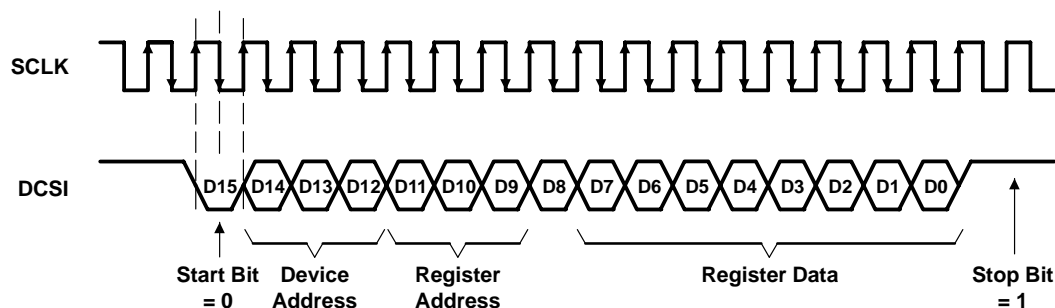 SCLK
DCSI
D15 D14 D13 D12 D11 D10 D9 D8 D7 D6 D5 D4 D3 D2 D1 D0
Start Bit
= 0
Device
Address
Register
Address
Register Data
Stop Bit
= 1